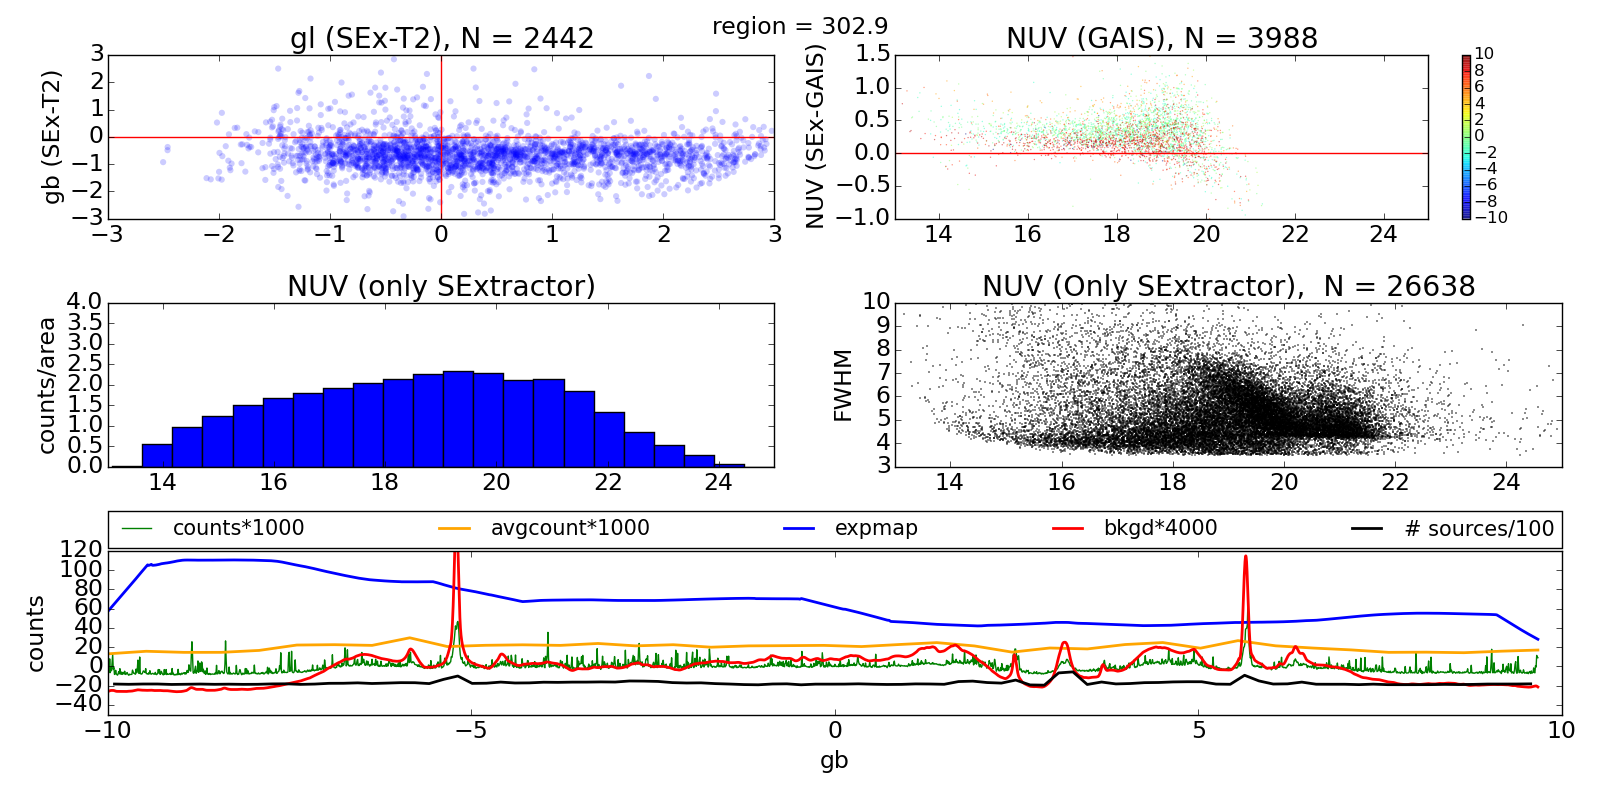 region = 302.9
gl (SEx-T2), N = 2442
gb (SEx-T2)
3
2
1
0
−1
−2
−3
−3 −2 −1 0 1 2 3
NUV (GAIS), N = 3988
NUV (SEx-GAIS)
1.5
1.0
0.5
0.0
−0.5
−1.0
14 16 18 20 22 24
10
8
6
4
2
0
−2
−4
−6
−8
−10
NUV (only SExtractor)
counts/area
4.0
3.5
3.0
2.5
2.0
1.5
1.0
0.5
0.0
14 16 18 20 22 24
NUV (Only SExtractor),  N = 26638
FWHM
10
9
8
7
6
5
4
3
14 16 18 20 22 24
counts*1000 avgcount*1000 expmap bkgd*4000 # sources/100
counts
120
100
80
60
40
20
0
−20
−40
−10 −5 0 5 10
gb